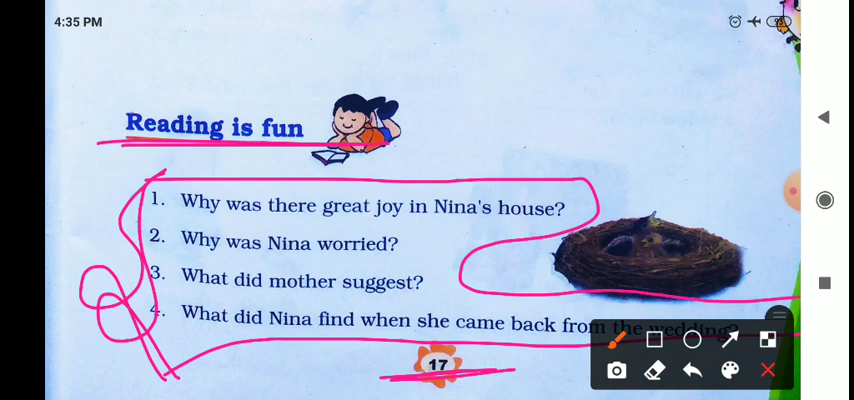 4:35 PM
93
Reading is fun
1. Why was there great joy in Nina's house?
2. Why was Nina worried?
3. What did mother suggest?
4. What did Nina find when she came back from the wedding?
17